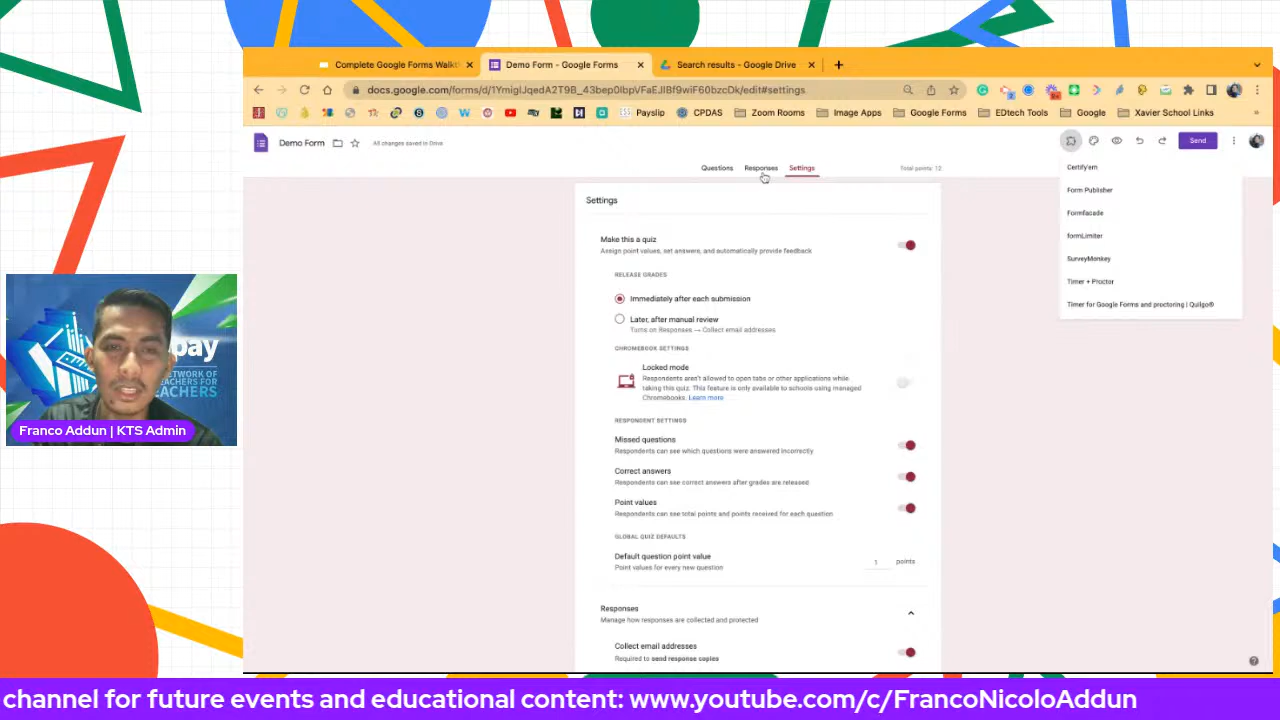 Complete Google Forms Walkt
Demo Form - Google Forms
Search results - Google Drive
docs.google.com/forms/d/1YmigIJqedA2T9B_43bep0lbpVFaEJIBf9wiF60bzcDk/edit#settings
Payslip
CPDAS
Zoom Rooms
Image Apps
Google Forms
EDtech Tools
Google
Xavier School Links
Demo Form
All changes saved in Drive
Send
Questions
Responses
Settings
Total points: 12
Certify'em
Form Publisher
Formfacade
formLimiter
SurveyMonkey
Timer + Proctor
Timer for Google Forms and proctoring | Quilgo®
Settings
Make this a quiz
Assign point values, set answers, and automatically provide feedback
RELEASE GRADES
Immediately after each submission
Later, after manual review
Turns on Responses → Collect email addresses
CHROMEBOOK SETTINGS
Locked mode
Respondents aren't allowed to open tabs or other applications while
taking this quiz. This feature is only available to schools using managed
Chromebooks. Learn more
RESPONDENT SETTINGS
Missed questions
Respondents can see which questions were answered incorrectly
Correct answers
Respondents can see correct answers after grades are released
Point values
Respondents can see total points and points received for each question
GLOBAL QUIZ DEFAULTS
Default question point value
Point values for every new question
1 points
Responses
Manage how responses are collected and protected
Collect email addresses
Required to send response copies
pay
NETWORK OF
TEACHERS FOR
TEACHERS
Franco Addun | KTS Admin
channel for future events and educational content: www.youtube.com/c/FrancoNicoloAddun